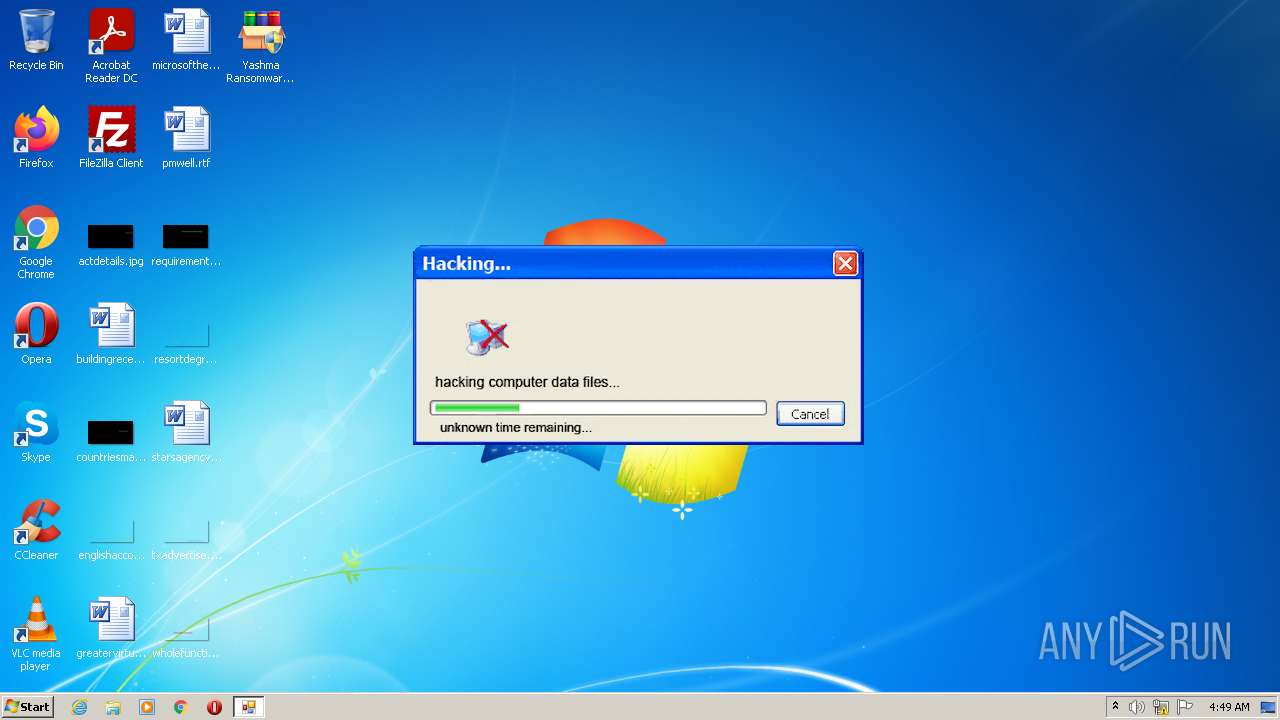 Recycle Bin
Acrobat
Reader DC
microsofthe...
Yashma
Ransomwar...
Firefox
FileZilla Client
pmwell.rtf
Google
Chrome
actdetails.jpg
requirement...
Opera
buildingrece...
resortdegr...
Skype
countriesma...
starsagency...
CCleaner
englishacco...
txadvertise...
VLC media
player
greatervirtu...
wholefuncti...
Hacking...
hacking computer data files...
Cancel
unknown time remaining...
ANY RUN
Start
4:49 AM